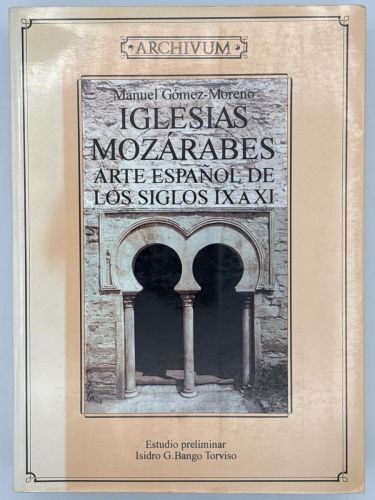 ARCHIVUM
Manuel Gómez-Moreno
IGLESIAS
MOZÁRABES
ARTE ESPAÑOL DE
LOS SIGLOS IX A XI
Estudio preliminar
Isidro G. Bango Torviso